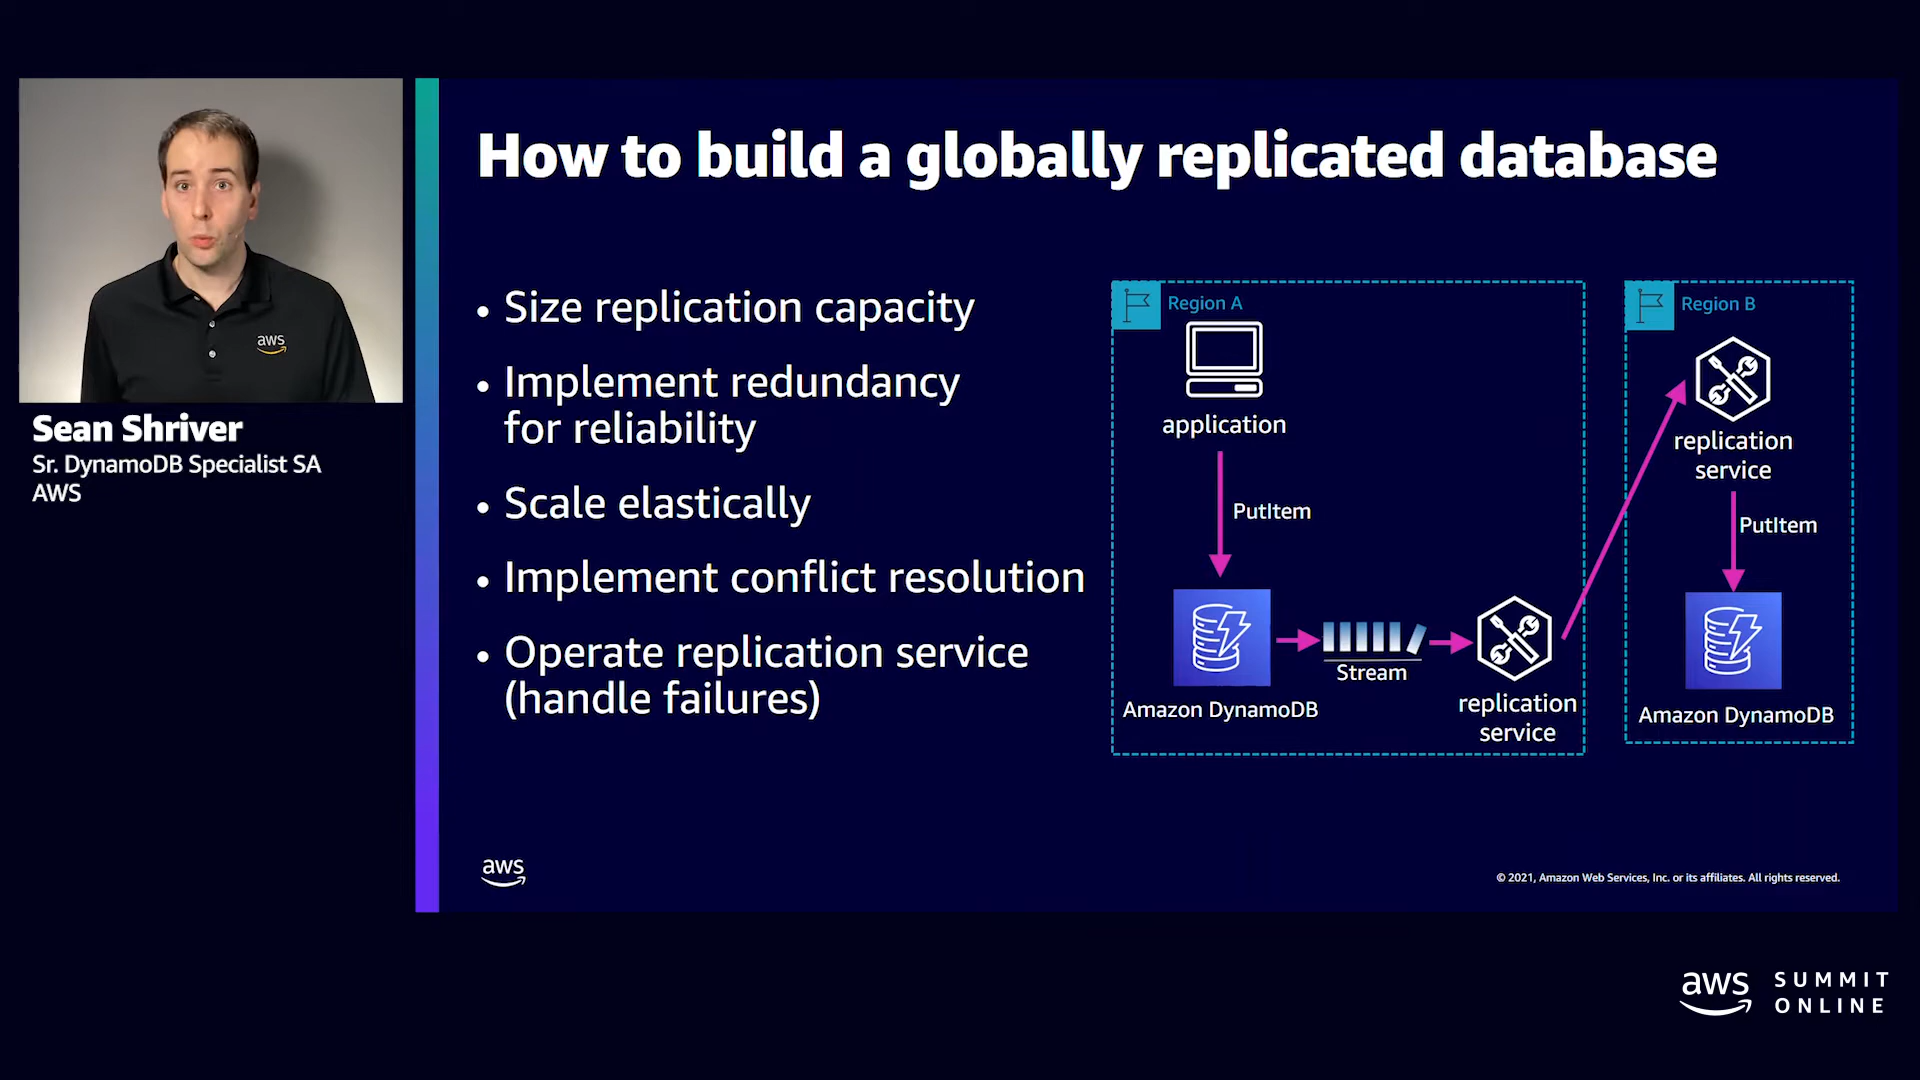 aws
Sean Shriver
Sr. DynamoDB Specialist SA
AWS
How to build a globally replicated database
• Size replication capacity
• Implement redundancy
for reliability
• Scale elastically
• Implement conflict resolution
• Operate replication service
(handle failures)
Region A
application
PutItem
Amazon DynamoDB
Stream
replication
service
Region B
replication
service
PutItem
Amazon DynamoDB
aws
© 2021, Amazon Web Services, Inc. or its affiliates. All rights reserved.
aws
SUMMIT
ONLINE